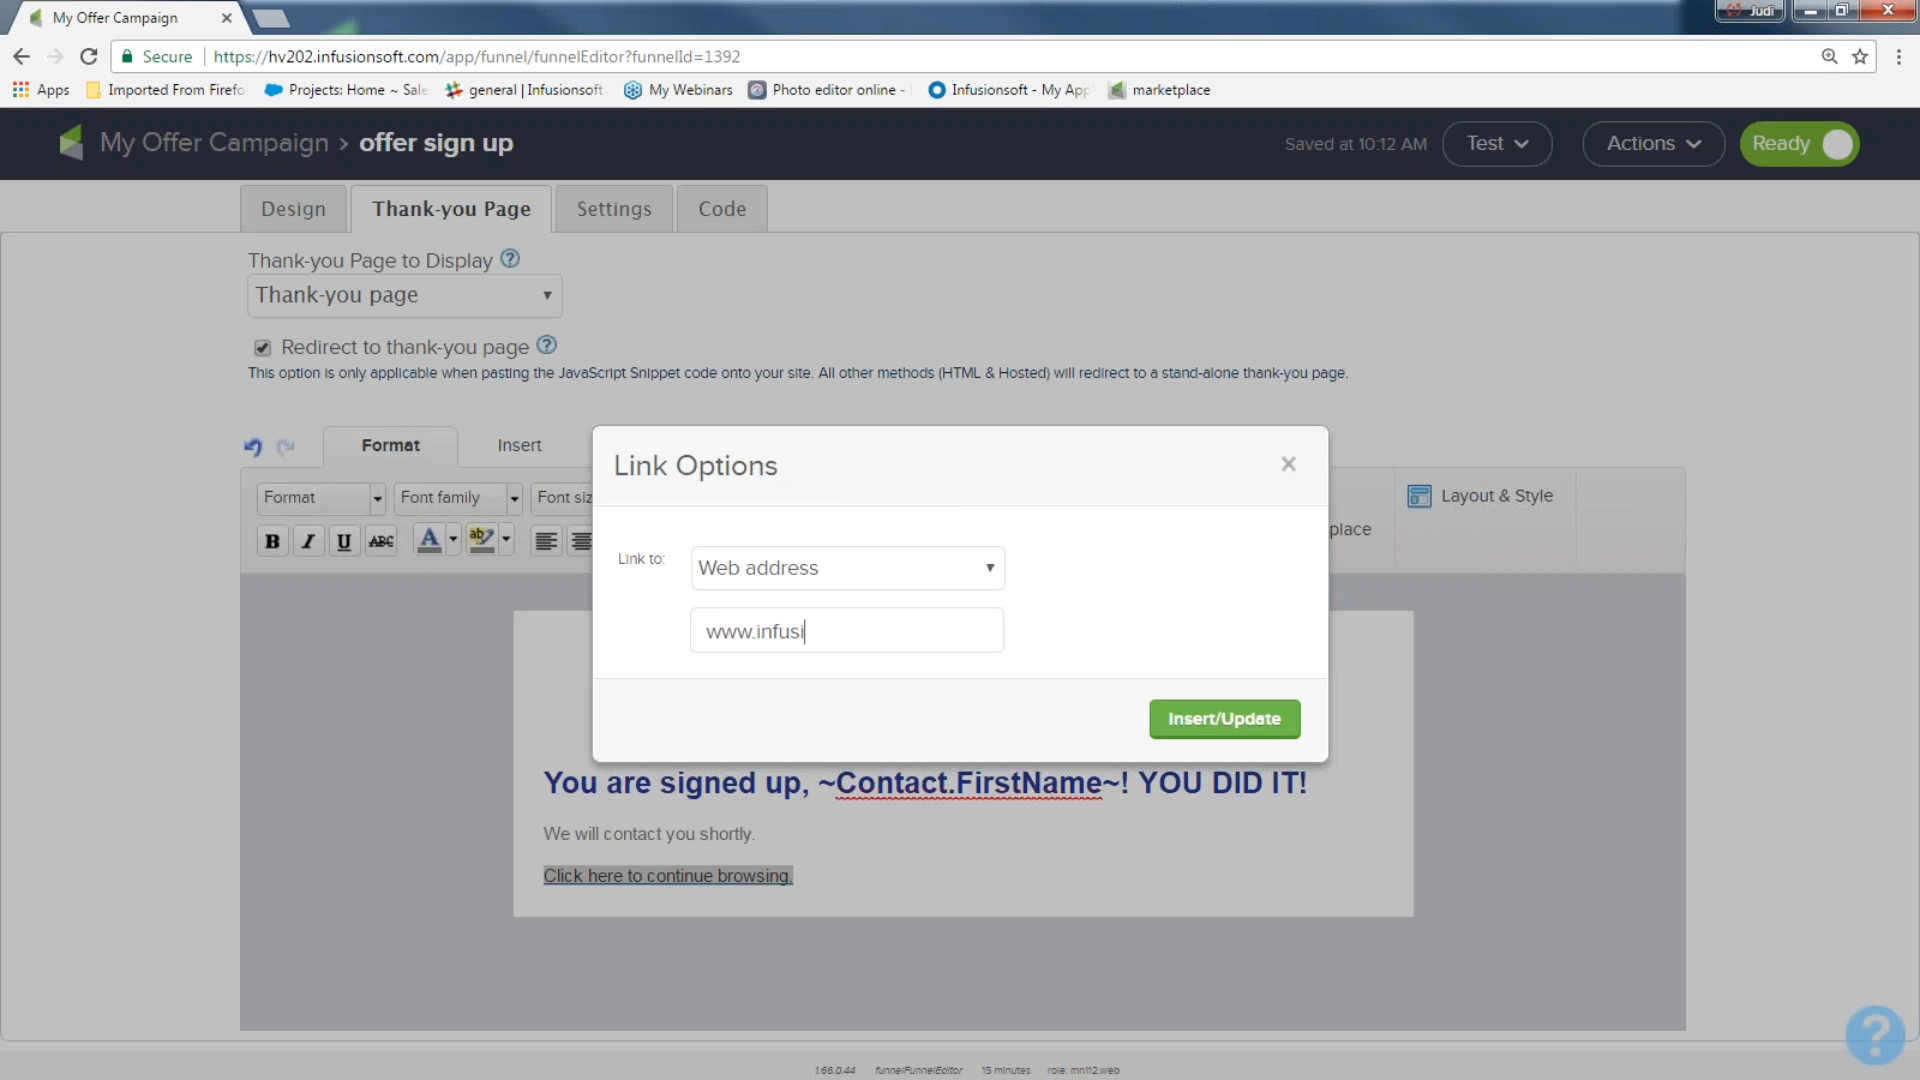 My Offer Campaign
Judi
Secure https://hv202.infusionsoft.com/app/funnel/funnelEditor?funnelId=1392
Apps Imported From Firefo Projects: Home ~ Sale general | Infusionsoft My Webinars Photo editor online - Infusionsoft - My App marketplace
My Offer Campaign › offer sign up Saved at 10:12 AM Test Actions Ready
Design Thank-you Page Settings Code
Thank-you Page to Display ?
Thank-you page
Redirect to thank-you page ?
This option is only applicable when pasting the JavaScript Snippet code onto your site. All other methods (HTML & Hosted) will redirect to a stand-alone thank-you page.
Format Insert
Link Options ×
Format Font family Font siz
Layout & Style
place
B I U ABC A ab
Link to: Web address
www.infusi
Insert/Update
You are signed up, ~Contact.FirstName~! YOU DID IT!
We will contact you shortly.
Click here to continue browsing.
?
1.66.0.44 funnelFunnelEditor 15 minutes role: mn112.web